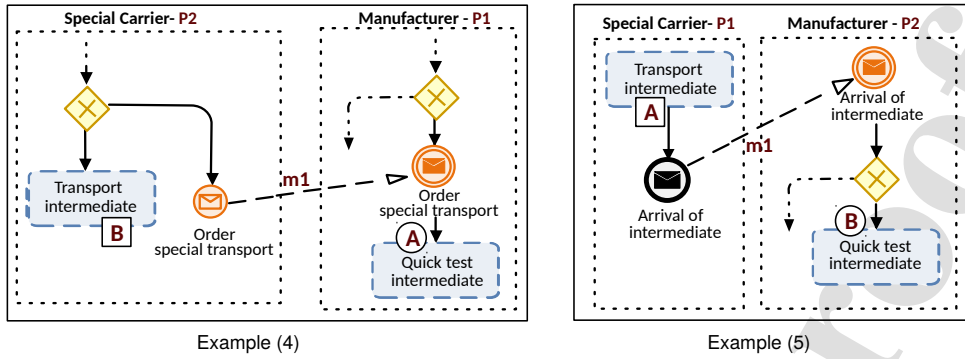 Special Carrier- P2
Manufacturer - P1
Transport
intermediate
B
Order
special transport
m1
Order
special transport
A
Quick test
intermediate
Example (4)
Special Carrier- P1
Manufacturer - P2
Transport
intermediate
A
Arrival of
intermediate
m1
Arrival of
intermediate
B
Quick test
intermediate
Example (5)
roof